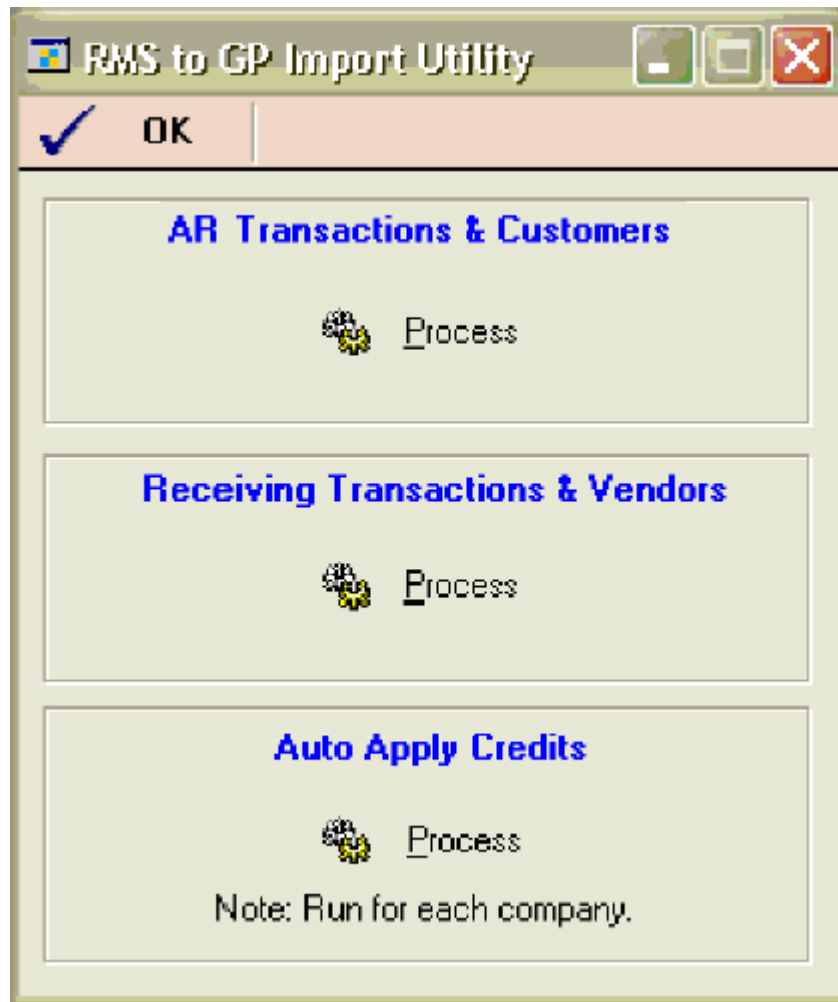 RMS to GP Import Utility
OK
AR Transactions & Customers
Process
Receiving Transactions & Vendors
Process
Auto Apply Credits
Process
Note: Run for each company.